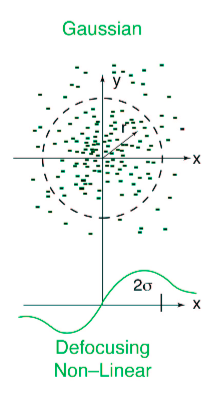 Gaussian
y
r
x
2σ
x
Defocusing
Non–Linear